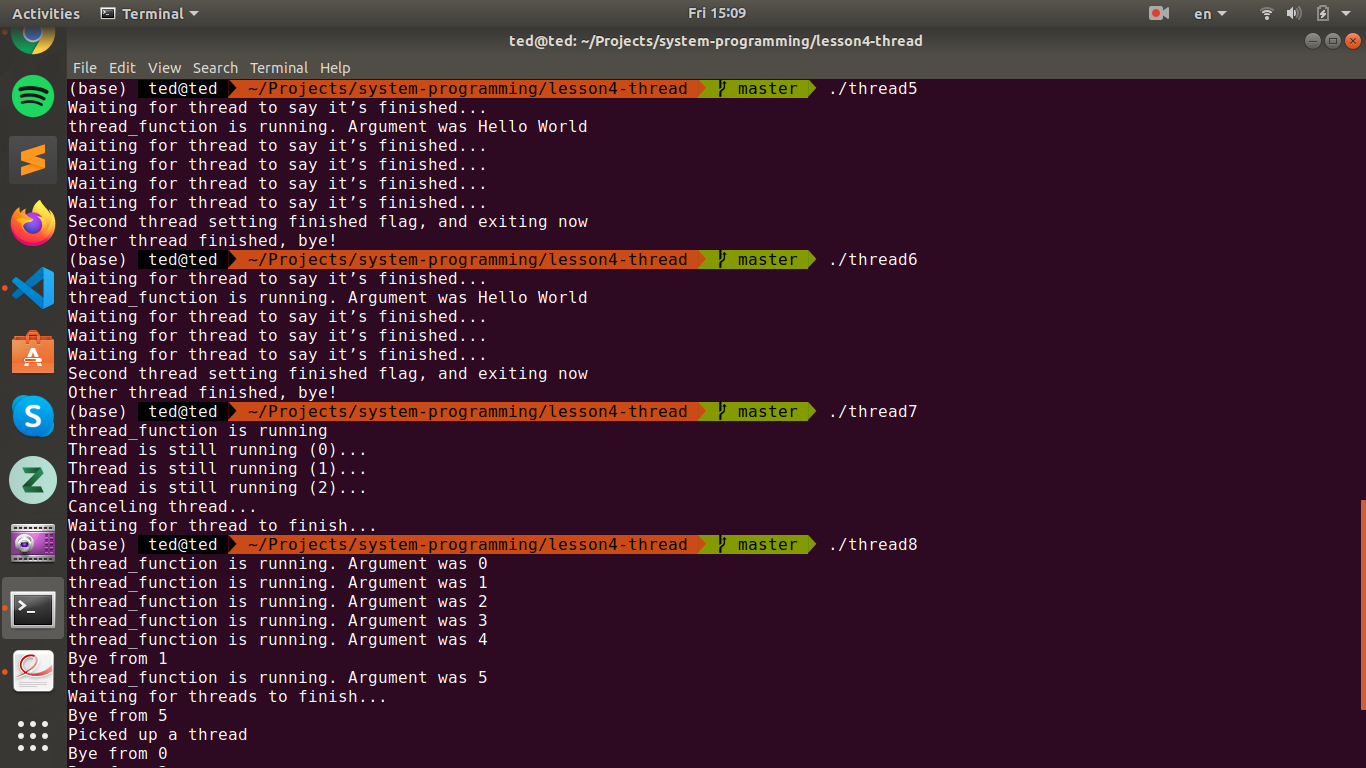 Activities Terminal Fri 15:09 en
ted@ted: ~/Projects/system-programming/lesson4-thread
File Edit View Search Terminal Help
(base) ted@ted ~/Projects/system-programming/lesson4-thread master ./thread5
Waiting for thread to say it’s finished...
thread_function is running. Argument was Hello World
Waiting for thread to say it’s finished...
Waiting for thread to say it’s finished...
Waiting for thread to say it’s finished...
Waiting for thread to say it’s finished...
Second thread setting finished flag, and exiting now
Other thread finished, bye!
(base) ted@ted ~/Projects/system-programming/lesson4-thread master ./thread6
Waiting for thread to say it’s finished...
thread_function is running. Argument was Hello World
Waiting for thread to say it’s finished...
Waiting for thread to say it’s finished...
Waiting for thread to say it’s finished...
Second thread setting finished flag, and exiting now
Other thread finished, bye!
(base) ted@ted ~/Projects/system-programming/lesson4-thread master ./thread7
thread_function is running
Thread is still running (0)...
Thread is still running (1)...
Thread is still running (2)...
Canceling thread...
Waiting for thread to finish...
(base) ted@ted ~/Projects/system-programming/lesson4-thread master ./thread8
thread_function is running. Argument was 0
thread_function is running. Argument was 1
thread_function is running. Argument was 2
thread_function is running. Argument was 3
thread_function is running. Argument was 4
Bye from 1
thread_function is running. Argument was 5
Waiting for threads to finish...
Bye from 5
Picked up a thread
Bye from 0